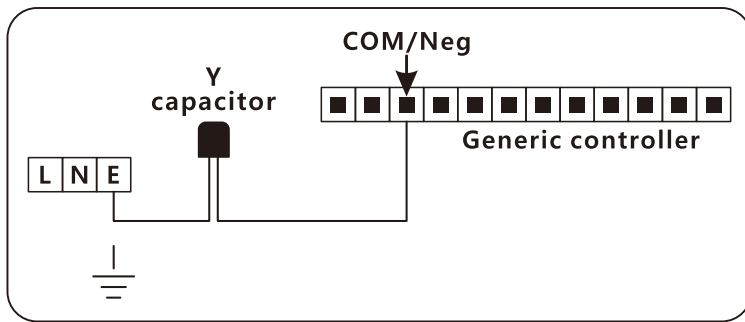 COM/Neg
Y
capacitor
Generic controller
L N E